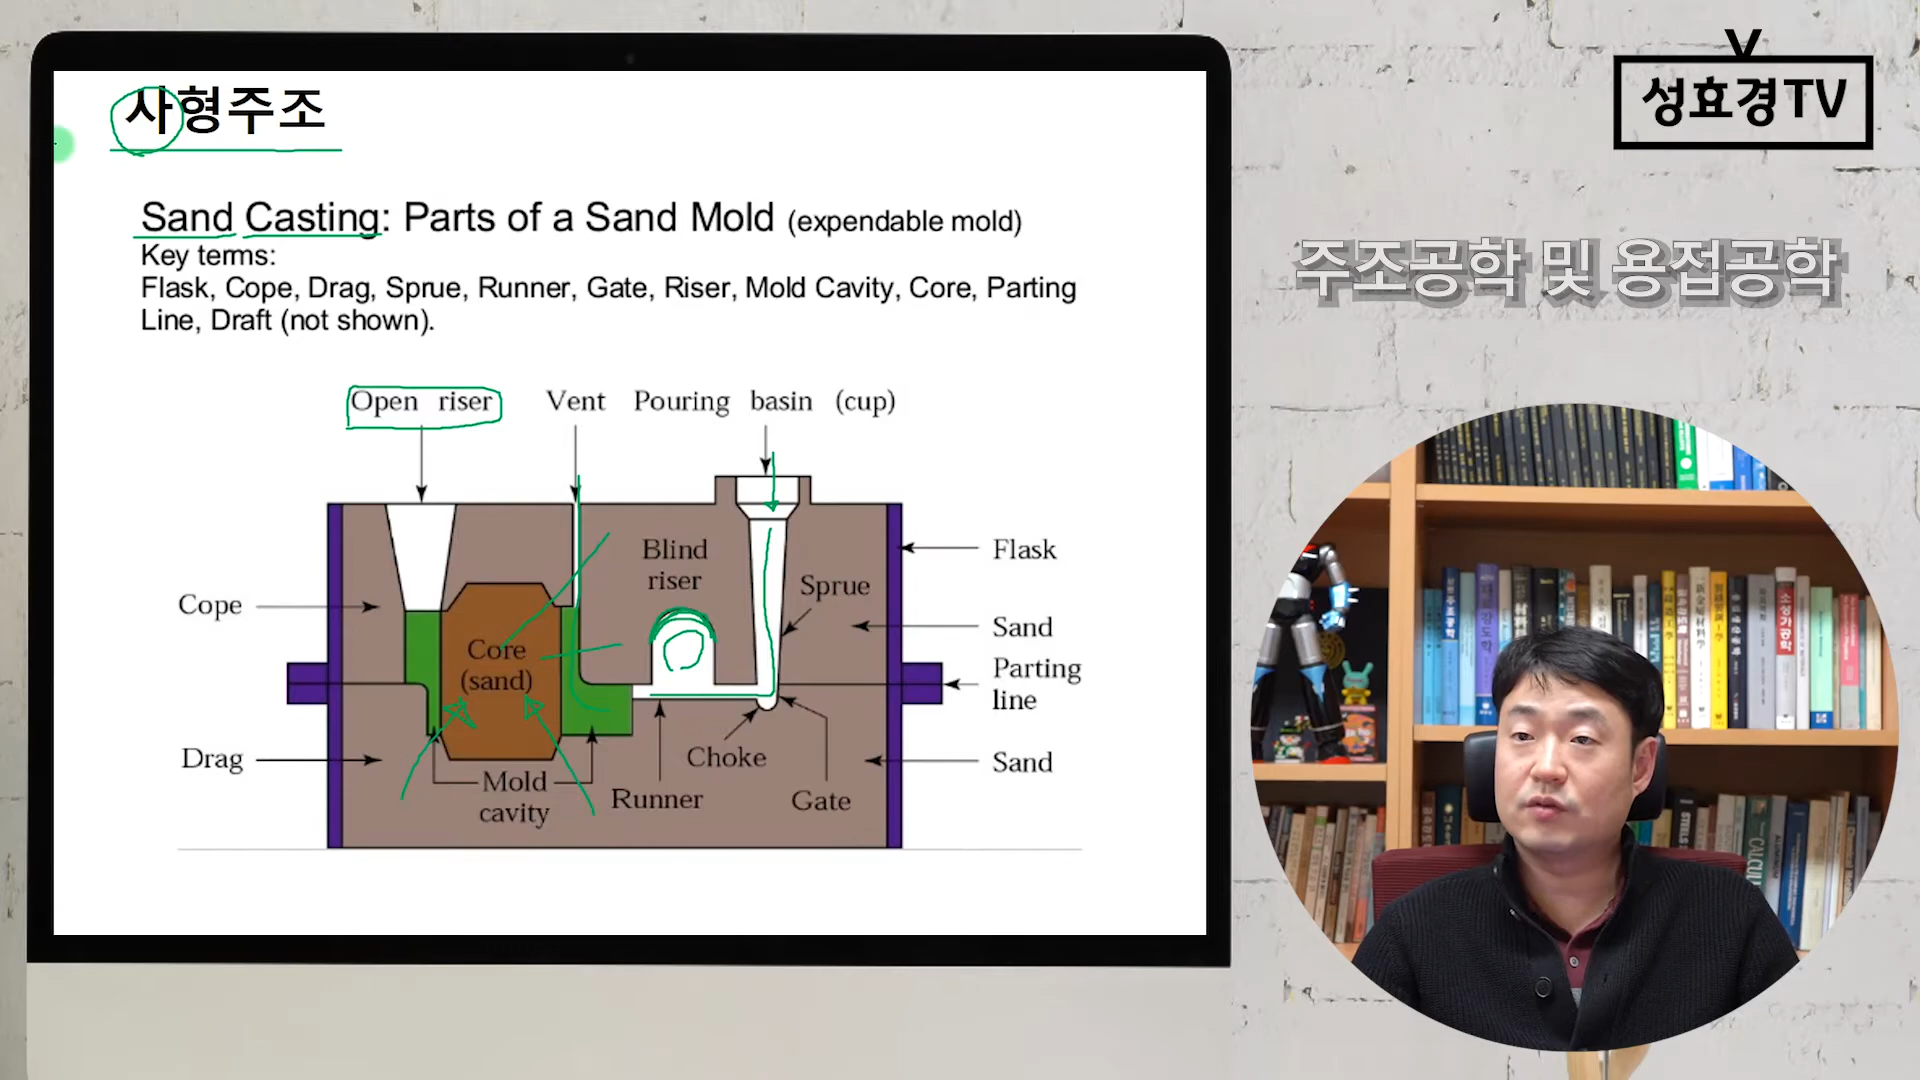 사형주조
Sand Casting: Parts of a Sand Mold (expendable mold)
Key terms:
Flask, Cope, Drag, Sprue, Runner, Gate, Riser, Mold Cavity, Core, Parting
Line, Draft (not shown).
Open riser
Vent
Pouring basin (cup)
Blind
riser
Sprue
Flask
Cope
Core
(sand)
Sand
Parting
line
Drag
Mold
cavity
Runner
Choke
Gate
Sand
성효경TV
주조공학 및 용접공학